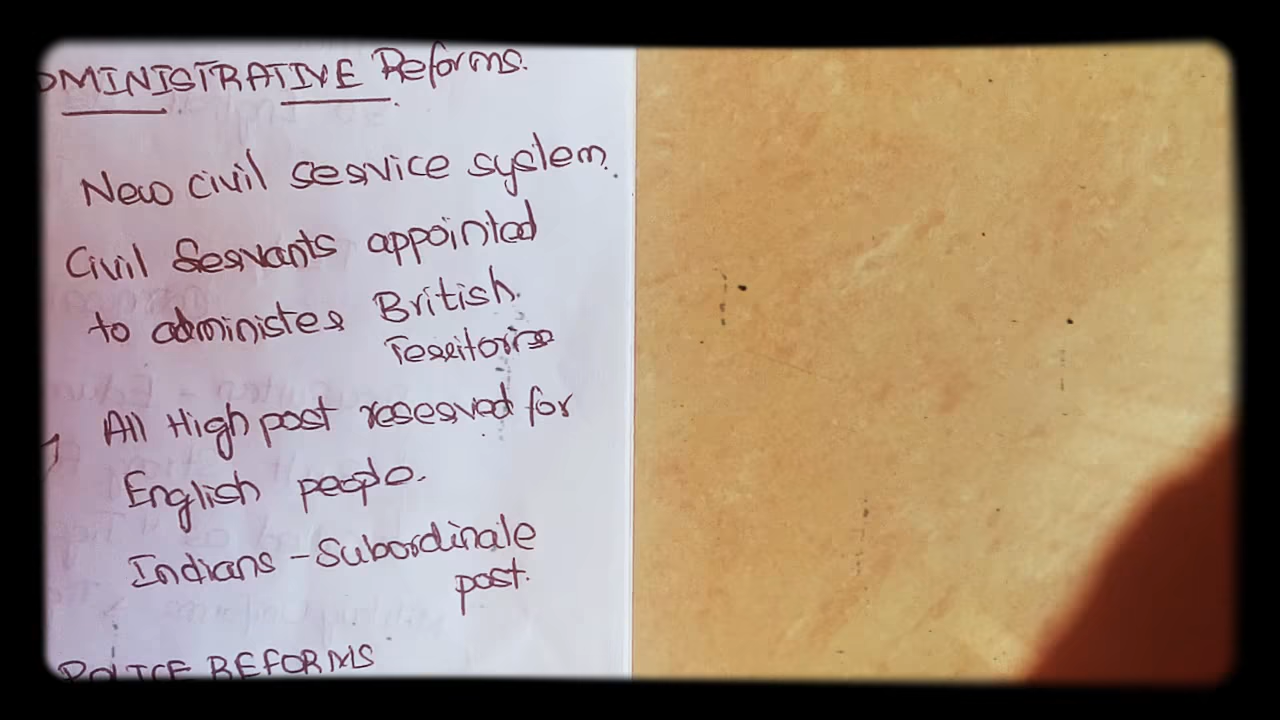 DMINISTRATIVE Reforms.
New civil service system.
Civil Servants appointed
to administer British
Territories
All High post reserved for
English people.
Indians - Subordinate
post.
POLICE REFORMS